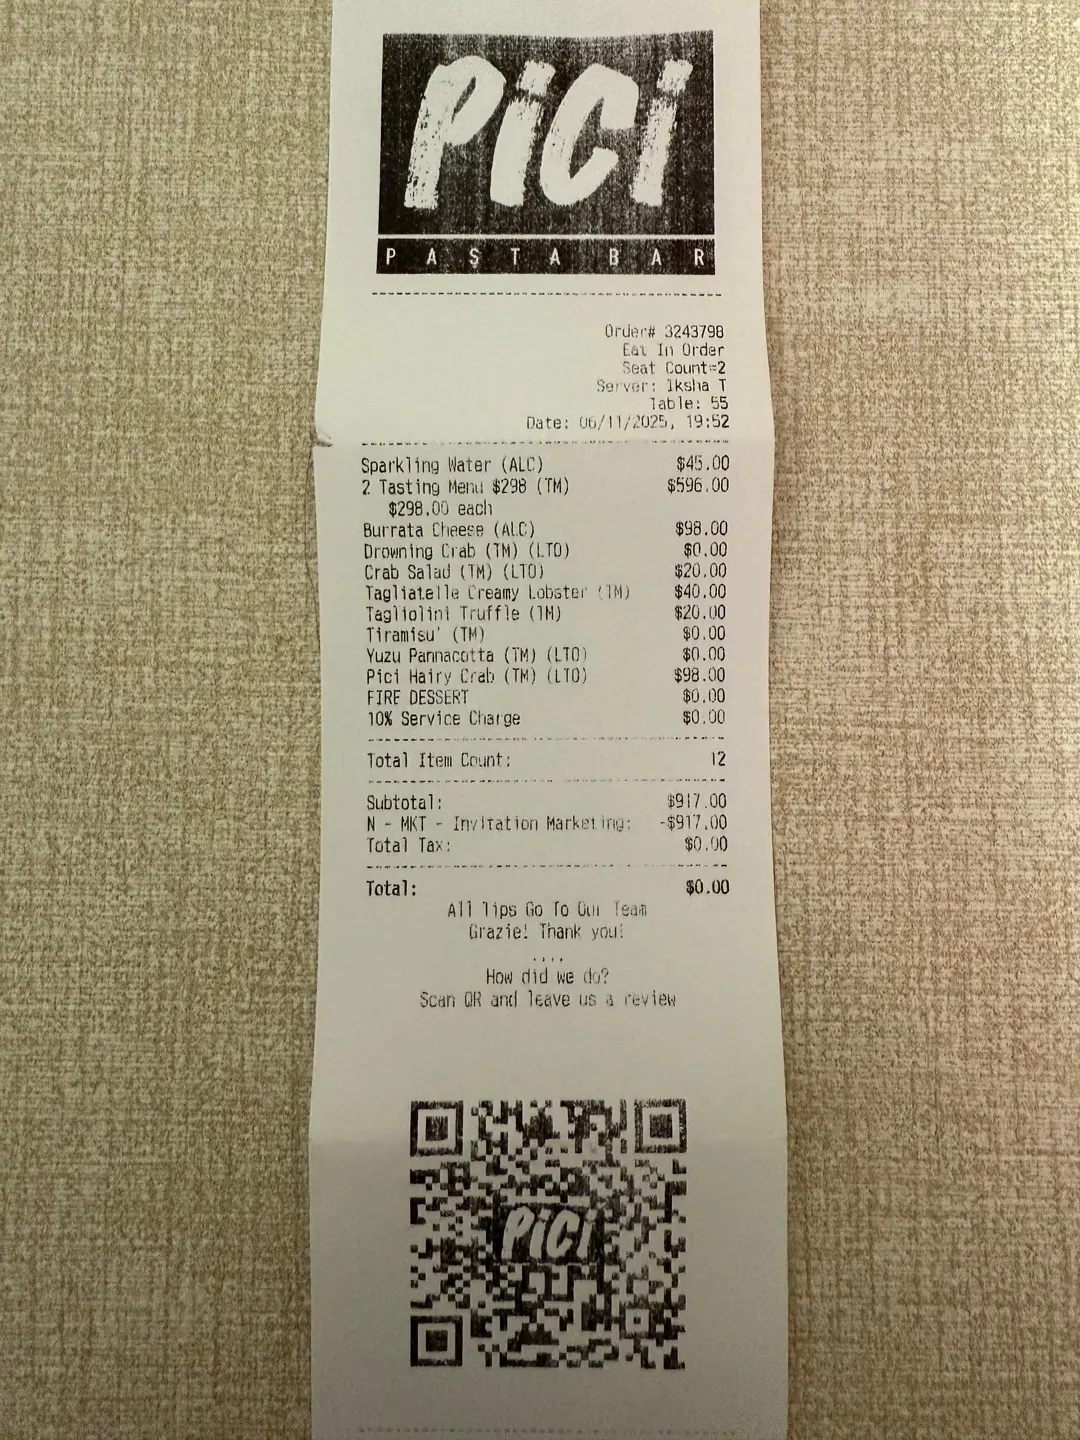 PiCi
PASTA BAR
Order# 3243798
Eat In Order
Seat Count=2
Server: Iksha T
Table: 55
Date: 06/11/2025, 19:52
Sparkling Water (ALC) $45.00
2 Tasting Menu $298 (TM) $596.00
$298.00 each
Burrata Cheese (ALC) $98.00
Drowning Crab (TM) (LTO) $0.00
Crab Salad (TM) (LTO) $20.00
Tagliatelle Creamy Lobster (TM) $40.00
Tagliolini Truffle (TM) $20.00
Tiramisu' (TM) $0.00
Yuzu Pannacotta (TM) (LTO) $0.00
Pici Hairy Crab (TM) (LTO) $98.00
FIRE DESSERT $0.00
10% Service Charge $0.00
Total Item Count: 12
Subtotal: $917.00
N - MKT - Invitation Marketing: -$917.00
Total Tax: $0.00
Total: $0.00
All Tips Go To Our Team
Grazie! Thank you!
....
How did we do?
Scan QR and leave us a review
PiCi